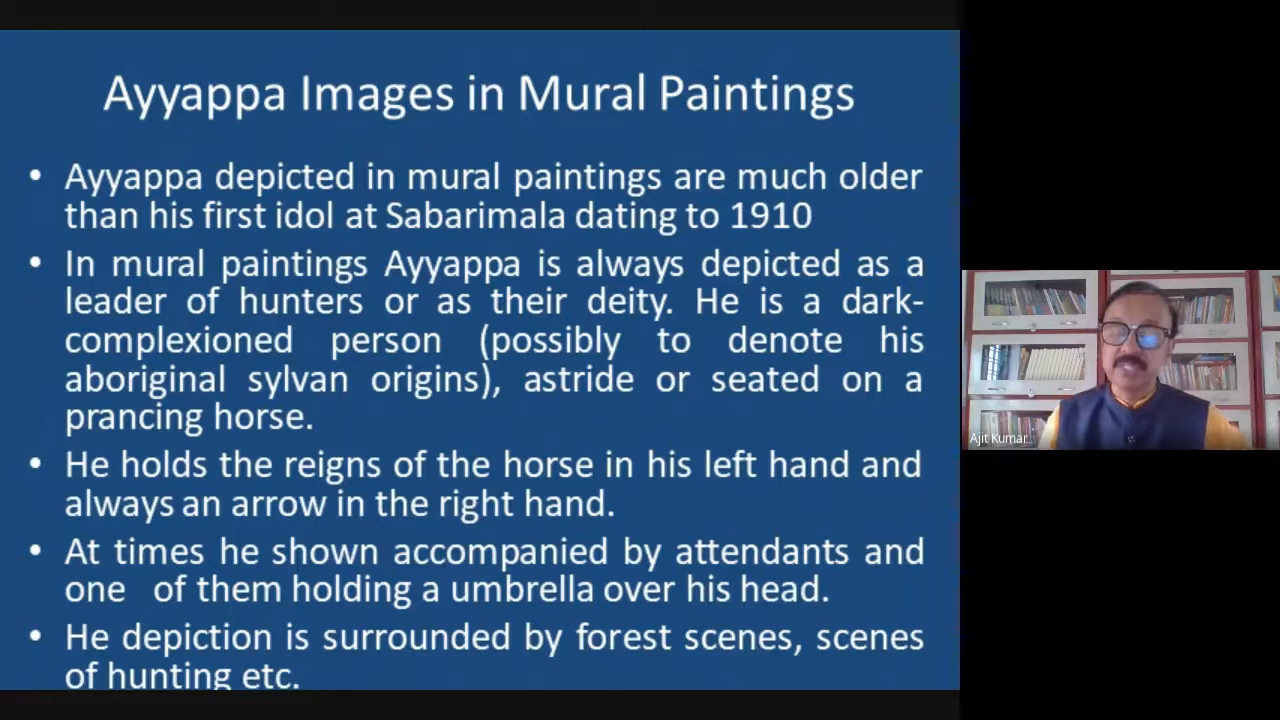 Ayyappa Images in Mural Paintings
• Ayyappa depicted in mural paintings are much older
than his first idol at Sabarimala dating to 1910
• In mural paintings Ayyappa is always depicted as a
leader of hunters or as their deity. He is a dark-
complexioned person (possibly to denote his
aboriginal sylvan origins), astride or seated on a
prancing horse.
• He holds the reigns of the horse in his left hand and
always an arrow in the right hand.
• At times he shown accompanied by attendants and
one of them holding a umbrella over his head.
• He depiction is surrounded by forest scenes, scenes
of hunting etc.
Ajit Kumar